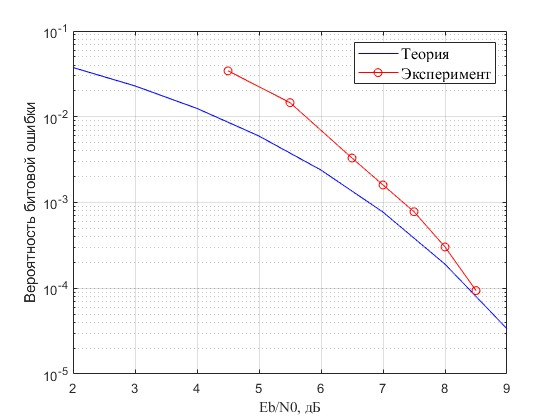 10-1
10-2
10-3
10-4
10-5
Вероятность битовой ошибки
Теория
Эксперимент
2 3 4 5 6 7 8 9
Eb/N0, дБ